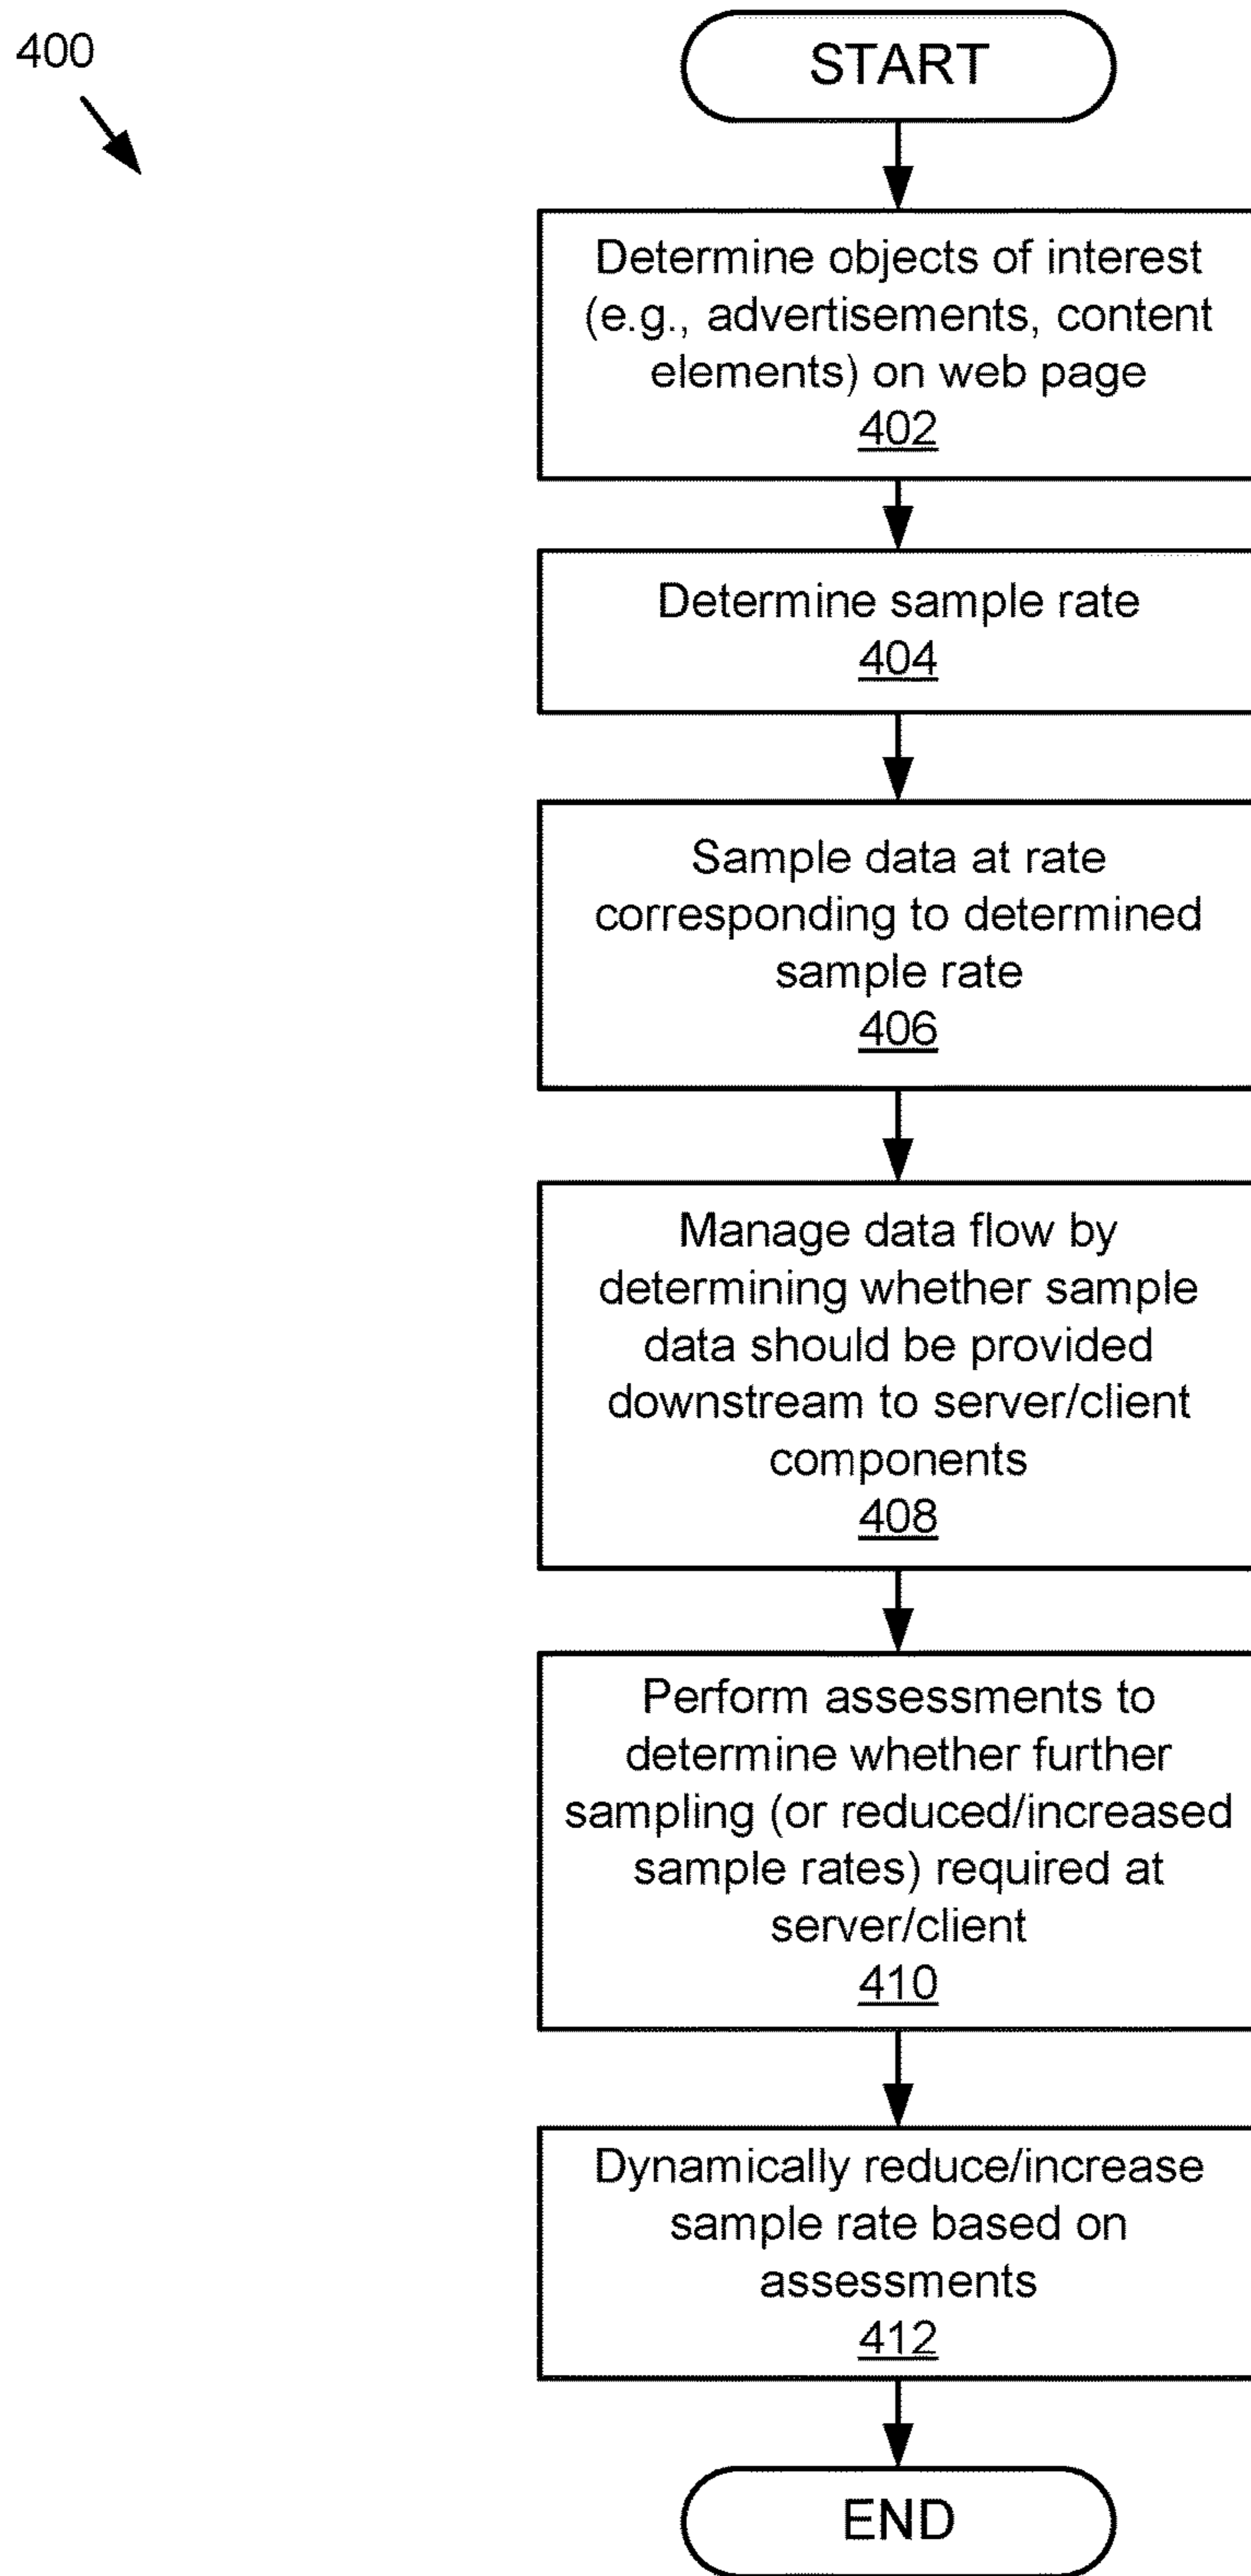 400
START
Determine objects of interest
(e.g., advertisements, content
elements) on web page
402
Determine sample rate
404
Sample data at rate
corresponding to determined
sample rate
406
Manage data flow by
determining whether sample
data should be provided
downstream to server/client
components
408
Perform assessments to
determine whether further
sampling (or reduced/increased
sample rates) required at
server/client
410
Dynamically reduce/increase
sample rate based on
assessments
412
END